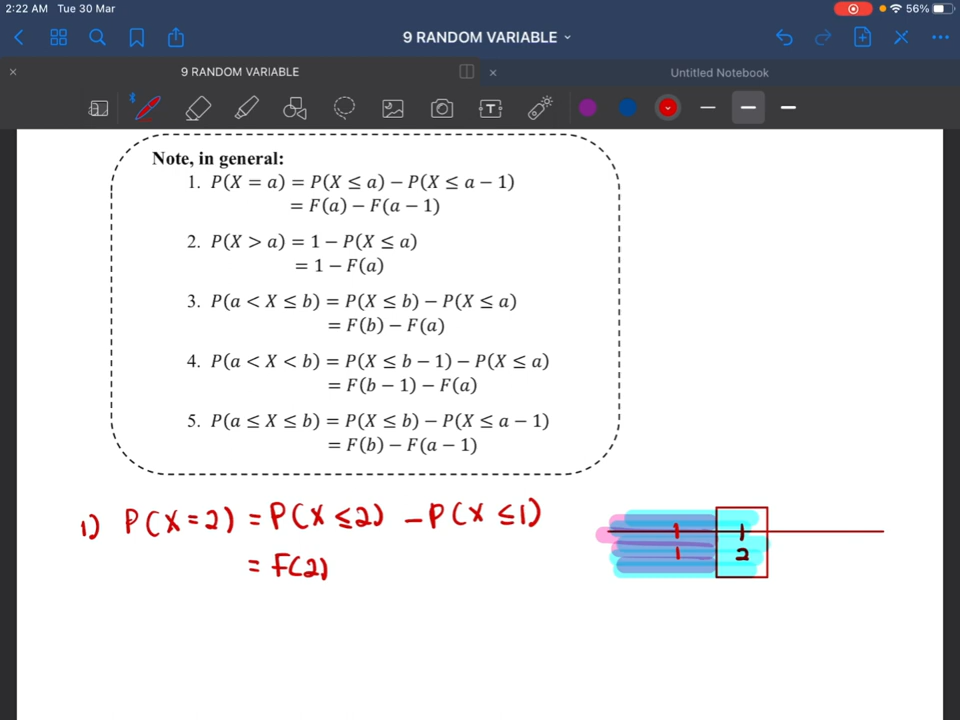 2:22 AM Tue 30 Mar
56%
9 RANDOM VARIABLE
9 RANDOM VARIABLE
Untitled Notebook
Note, in general:
1. P(X = a) = P(X ≤ a) − P(X ≤ a − 1)
= F(a) − F(a − 1)
2. P(X > a) = 1 − P(X ≤ a)
= 1 − F(a)
3. P(a < X ≤ b) = P(X ≤ b) − P(X ≤ a)
= F(b) − F(a)
4. P(a < X < b) = P(X ≤ b − 1) − P(X ≤ a)
= F(b − 1) − F(a)
5. P(a ≤ X ≤ b) = P(X ≤ b) − P(X ≤ a − 1)
= F(b) − F(a − 1)
1) P(X = 2) = P(X ≤ 2) − P(X ≤ 1)
= F(2)
1 2